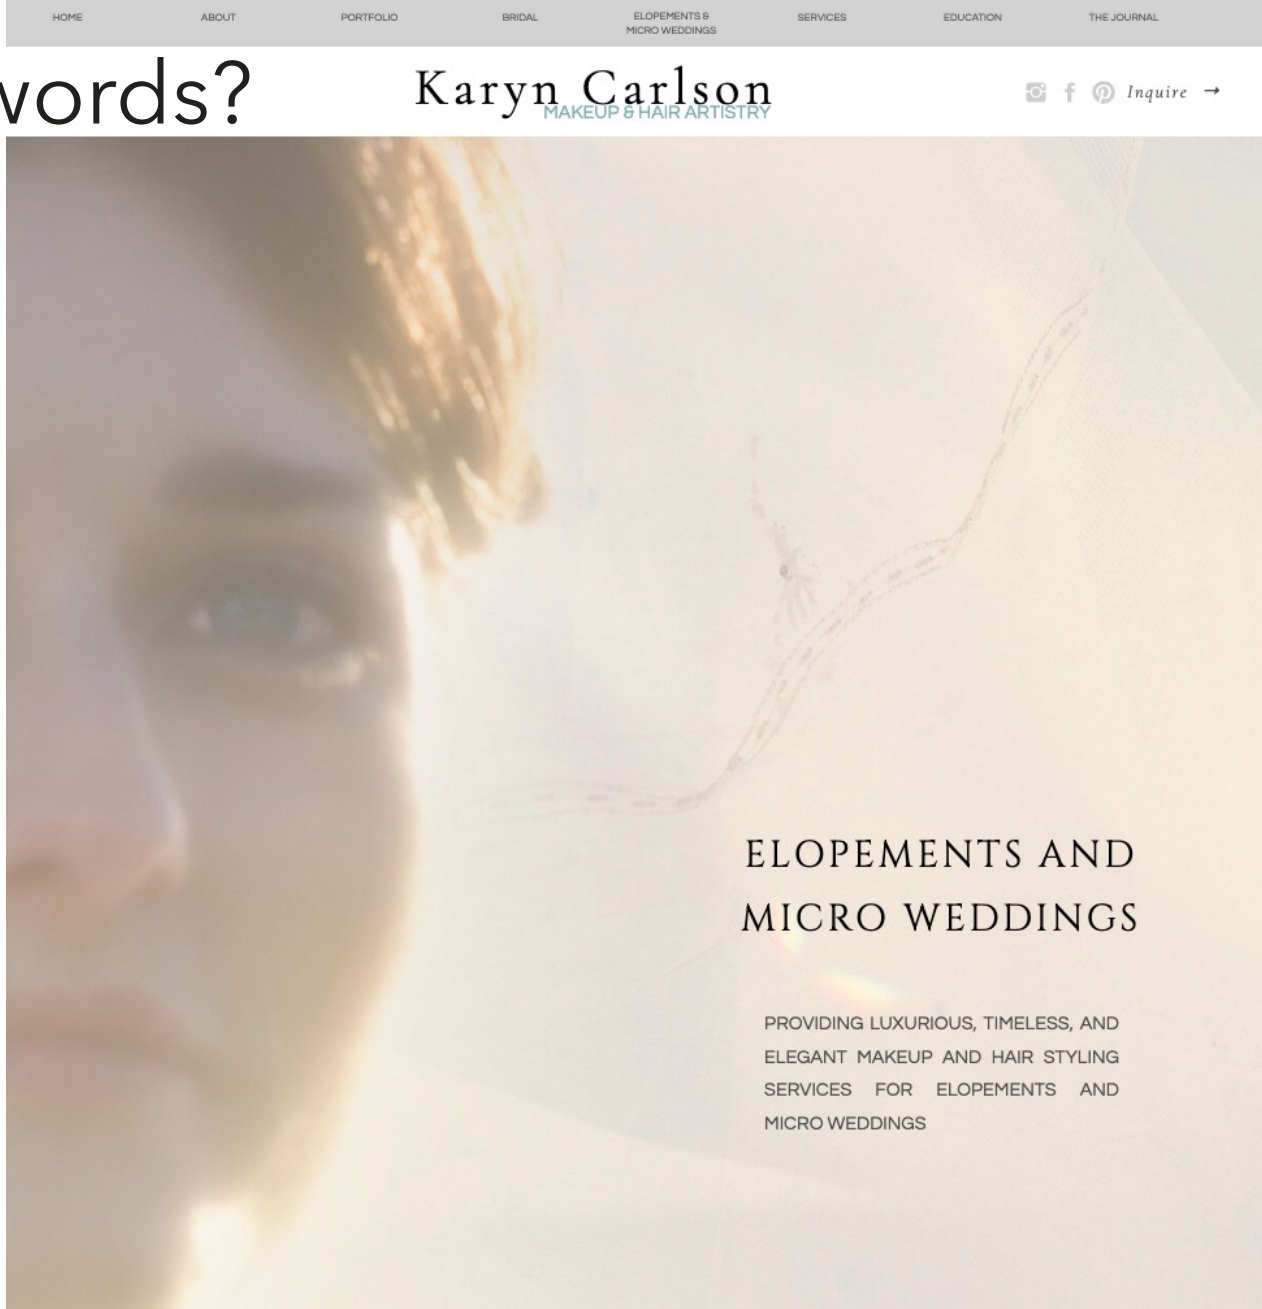 HOME ABOUT PORTFOLIO BRIDAL ELOPEMENTS & SERVICES EDUCATION THE JOURNAL
MICRO WEDDINGS
words?
Karyn Carlson
MAKEUP & HAIR ARTISTRY
Inquire →
ELOPEMENTS AND
MICRO WEDDINGS
PROVIDING LUXURIOUS, TIMELESS, AND
ELEGANT MAKEUP AND HAIR STYLING
SERVICES FOR ELOPEMENTS AND
MICRO WEDDINGS